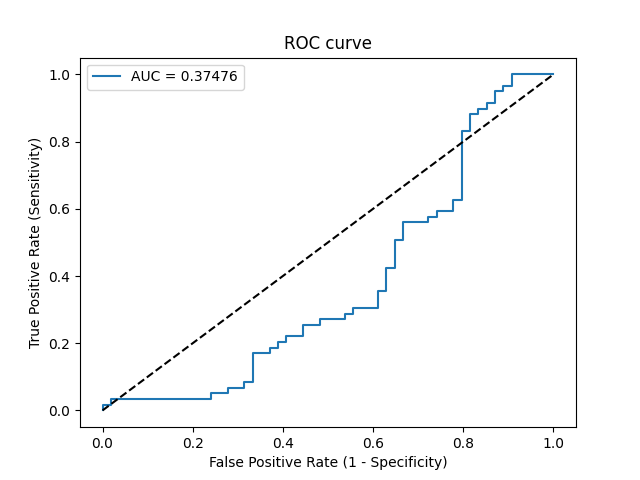 ROC curve
AUC = 0.37476
True Positive Rate (Sensitivity)
1.0
0.8
0.6
0.4
0.2
0.0
0.0 0.2 0.4 0.6 0.8 1.0
False Positive Rate (1 - Specificity)